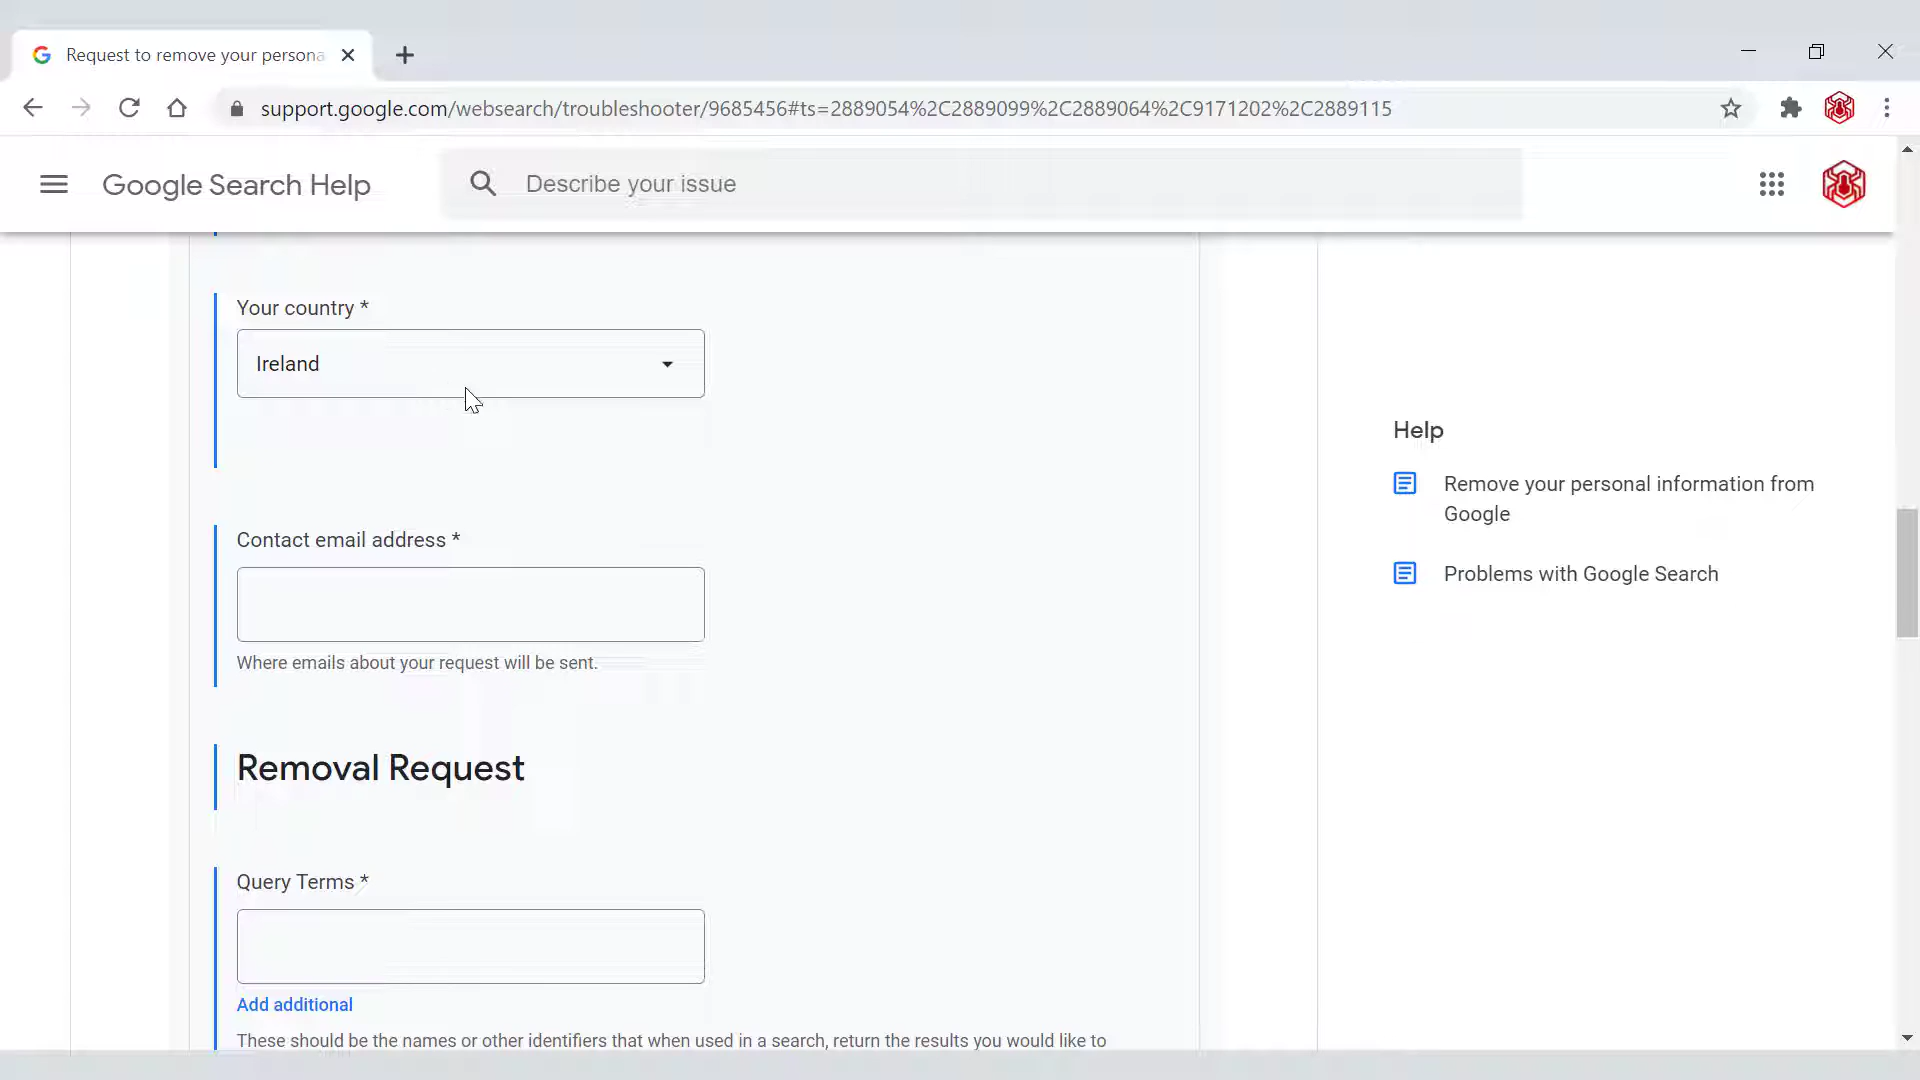 Request to remove your persona
support.google.com/websearch/troubleshooter/9685456#ts=2889054%2C2889099%2C2889064%2C9171202%2C2889115
Google Search Help
Describe your issue
Your country *
Ireland
Contact email address *
Where emails about your request will be sent.
Removal Request
Query Terms *
Add additional
These should be the names or other identifiers that when used in a search, return the results you would like to
Help
Remove your personal information from
Google
Problems with Google Search